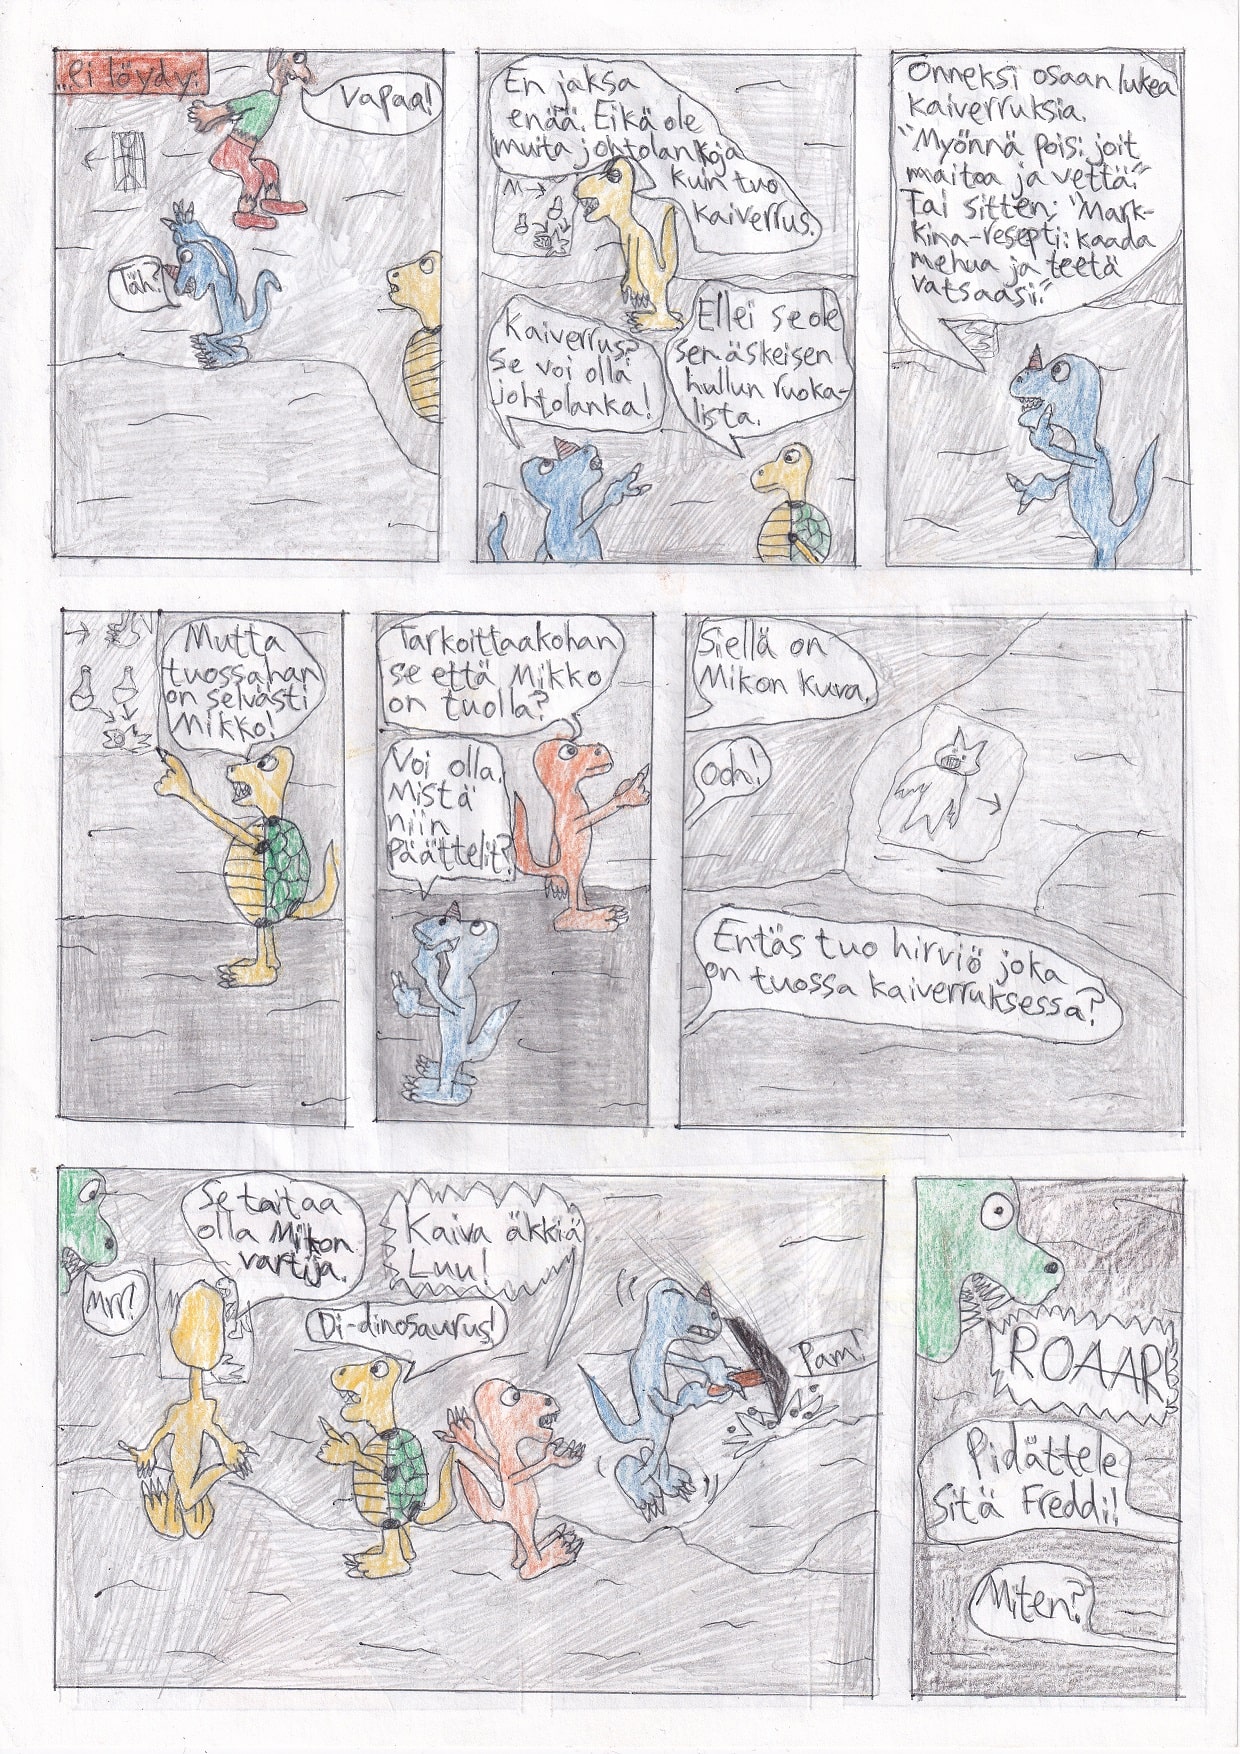 ...ei löydy.
Vapaa!
Täh?
En jaksa
enää. Eikä ole
muita johtolankoja
kuin tuo
kaiverrus.
Kaiverrus?
Se voi olla
johtolanka!
Ellei se ole
sen äskeisen
hullun ruoka-
lista.
Onneksi osaan lukea
kaiverruksia.
"Myönnä pois: joit
maitoa ja vettä."
Tai sitten: "Mark-
kina-resepti: kaada
mehua ja teetä
vatsaasi."
Mutta
tuossahan
on selvästi
Mikko!
Tarkoittaakohan
se että Mikko
on tuolla?
Voi olla.
Mistä
niin
päättelit?
Siellä on
Mikon kuva.
Ooh!
Entäs tuo hirviö joka
on tuossa kaiverruksessa?
Se taitaa
olla Mikon
vartija.
Mrr?
Di-dinosaurus!
Kaiva äkkiä
Luu!
Pam!
ROAAR
Pidättele
sitä Freddi!
Miten?